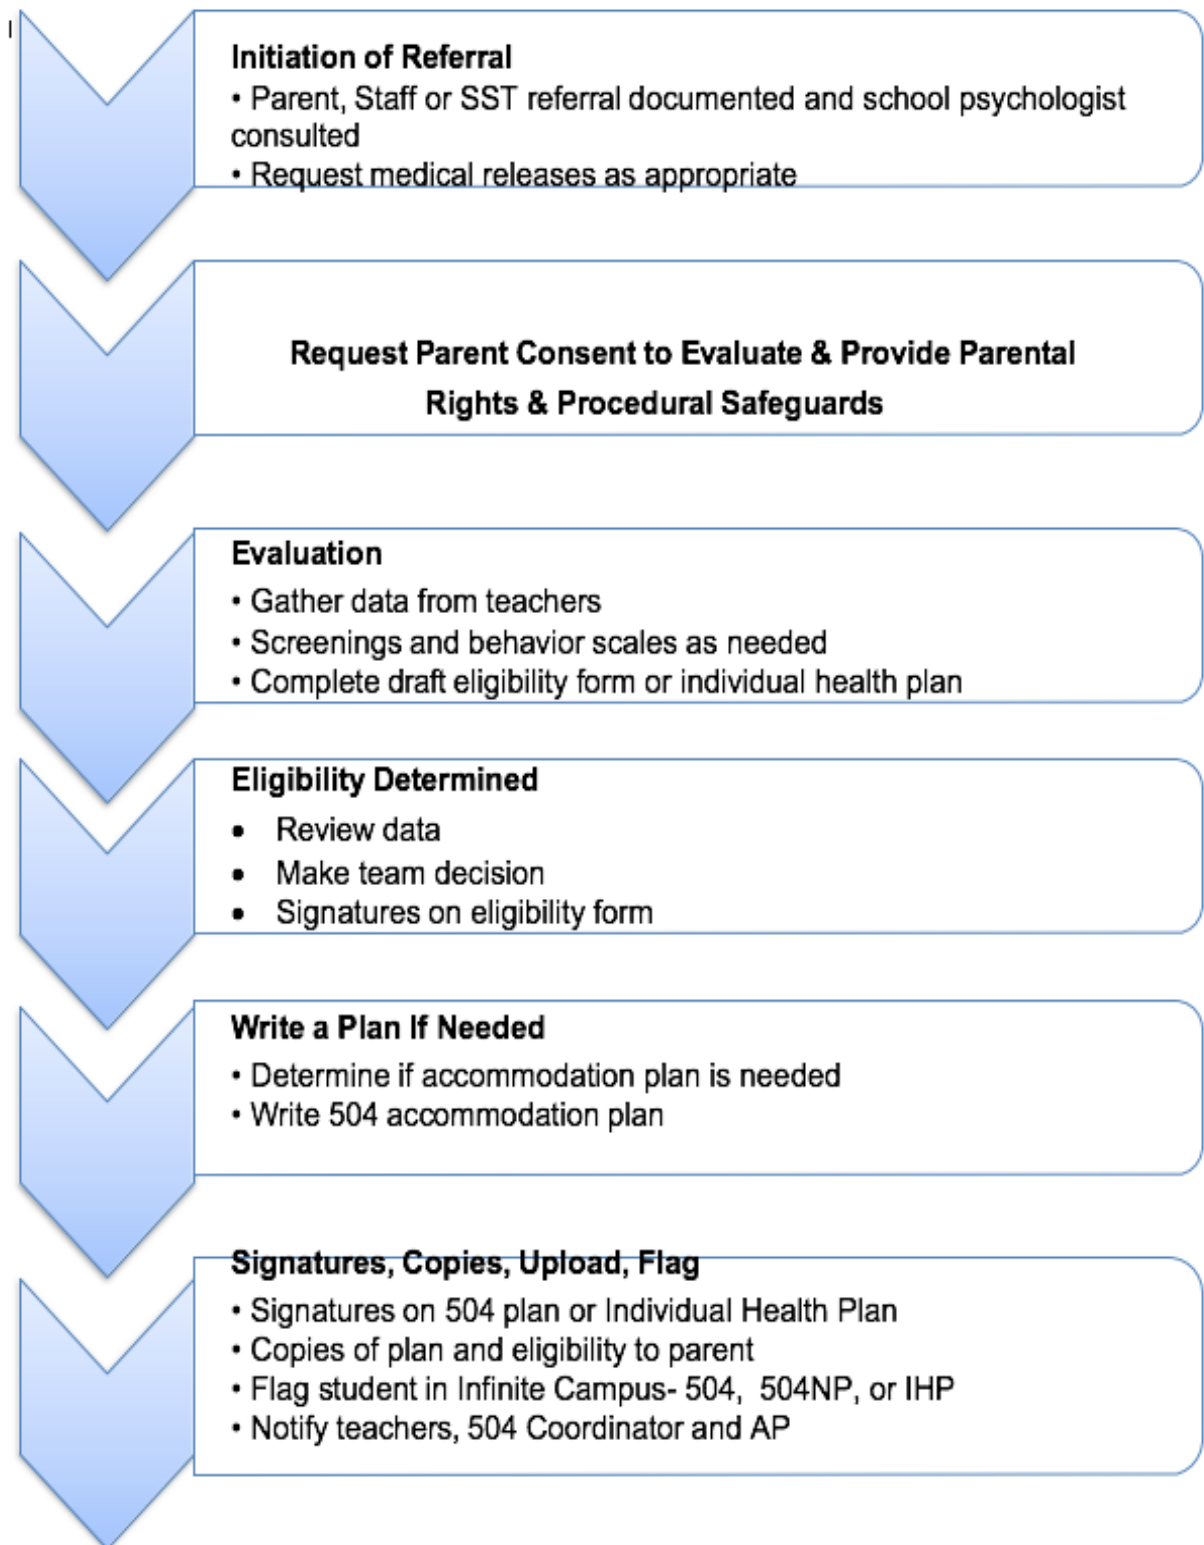 I
Initiation of Referral
• Parent, Staff or SST referral documented and school psychologist
consulted
• Request medical releases as appropriate
Request Parent Consent to Evaluate & Provide Parental
Rights & Procedural Safeguards
Evaluation
• Gather data from teachers
• Screenings and behavior scales as needed
• Complete draft eligibility form or individual health plan
Eligibility Determined
• Review data
• Make team decision
• Signatures on eligibility form
Write a Plan If Needed
• Determine if accommodation plan is needed
• Write 504 accommodation plan
Signatures, Copies, Upload, Flag
• Signatures on 504 plan or Individual Health Plan
• Copies of plan and eligibility to parent
• Flag student in Infinite Campus- 504, 504NP, or IHP
• Notify teachers, 504 Coordinator and AP